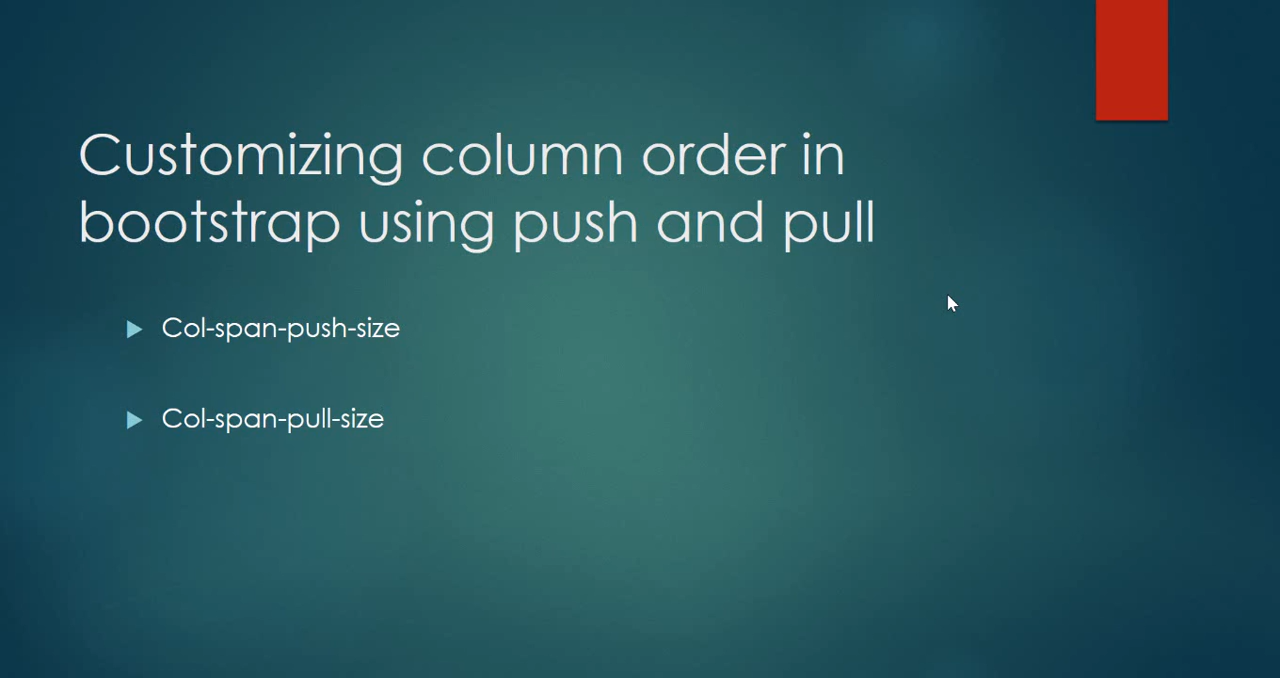 Customizing column order in
bootstrap using push and pull
Col-span-push-size
Col-span-pull-size